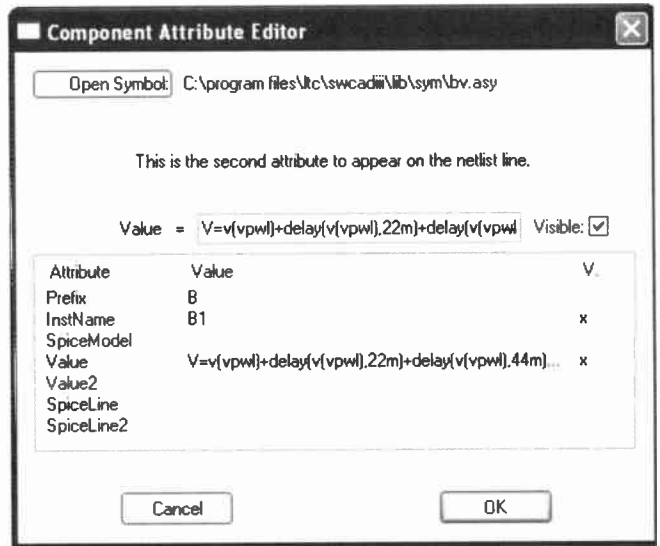 Component Attribute Editor
Open Symbol: C:\program files\ltc\swcadiii\lib\sym\bv.asy
This is the second attribute to appear on the netlist line.
Value = V=v(vpwl)+delay(v(vpwl),22m)+delay(v(vpwl Visible:
Attribute Value V.
Prefix B
InstName B1 x
SpiceModel
Value V=v(vpwl)+delay(v(vpwl),22m)+delay(v(vpwl),44m)... x
Value2
SpiceLine
SpiceLine2
Cancel OK